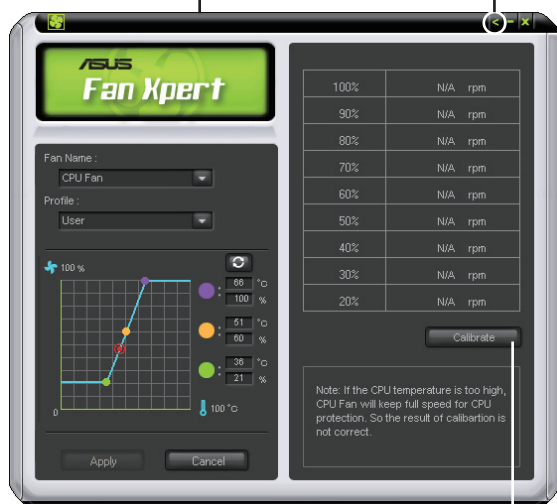 ASUS
Fan Xpert
Fan Name :
CPU Fan
Profile :
User
100 %
66 °C
100 %
51 °C
60 %
36 °C
21 %
0
100 °C
Apply
Cancel
100% N/A rpm
90% N/A rpm
80% N/A rpm
70% N/A rpm
60% N/A rpm
50% N/A rpm
40% N/A rpm
30% N/A rpm
20% N/A rpm
Calibrate
Note: If the CPU temperature is too high,
CPU Fan will keep full speed for CPU
protection. So the result of calibartion is
not correct.